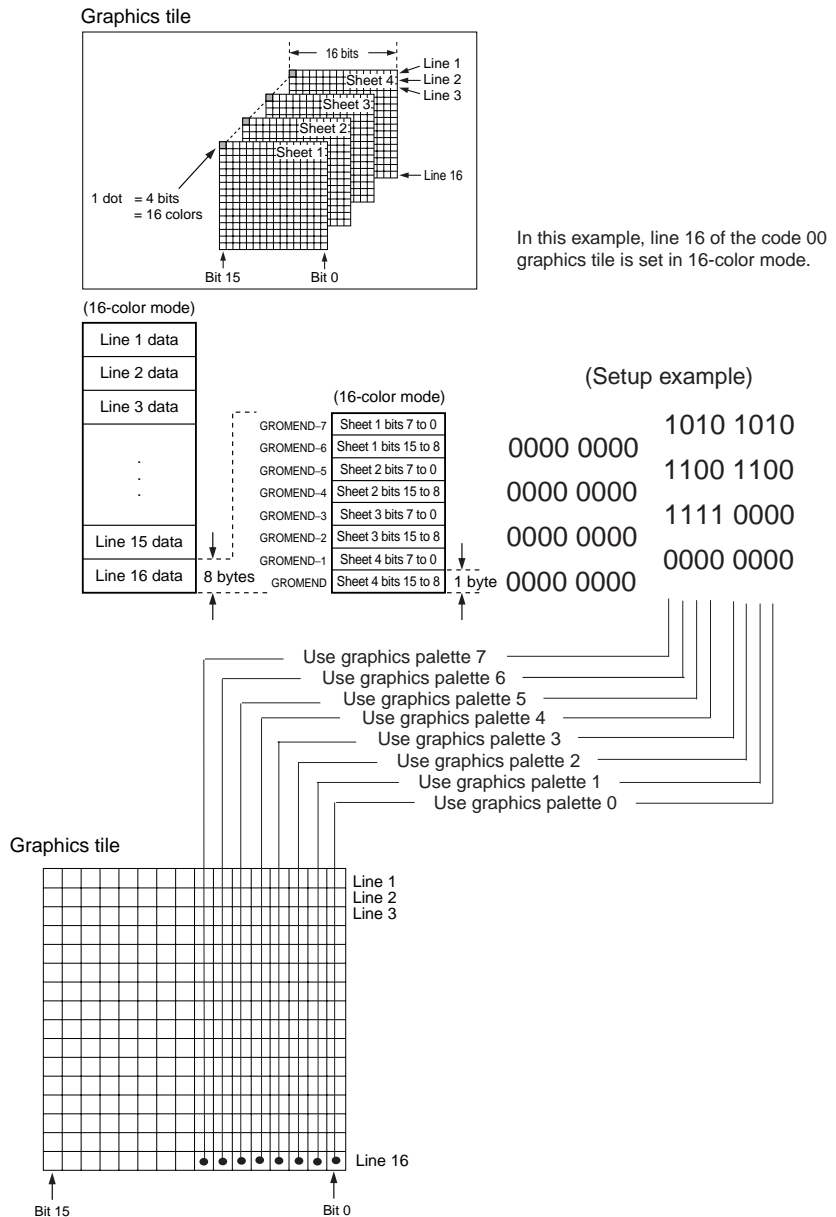 Graphics tile
16 bits
Line 1
Sheet 4
Line 2
Line 3
Sheet 3
Sheet 2
Sheet 1
Line 16
1 dot = 4 bits
= 16 colors
Bit 15
Bit 0
In this example, line 16 of the code 00
graphics tile is set in 16-color mode.
(16-color mode)
Line 1 data
Line 2 data
Line 3 data
.
.
.
Line 15 data
Line 16 data
8 bytes
(16-color mode)
GROMEND–7 Sheet 1 bits 7 to 0
GROMEND–6 Sheet 1 bits 15 to 8
GROMEND–5 Sheet 2 bits 7 to 0
GROMEND–4 Sheet 2 bits 15 to 8
GROMEND–3 Sheet 3 bits 7 to 0
GROMEND–2 Sheet 3 bits 15 to 8
GROMEND–1 Sheet 4 bits 7 to 0
GROMEND Sheet 4 bits 15 to 8
1 byte
(Setup example)
1010 1010
0000 0000
1100 1100
0000 0000
1111 0000
0000 0000
0000 0000
0000 0000
Use graphics palette 7
Use graphics palette 6
Use graphics palette 5
Use graphics palette 4
Use graphics palette 3
Use graphics palette 2
Use graphics palette 1
Use graphics palette 0
Graphics tile
Line 1
Line 2
Line 3
Line 16
Bit 15
Bit 0